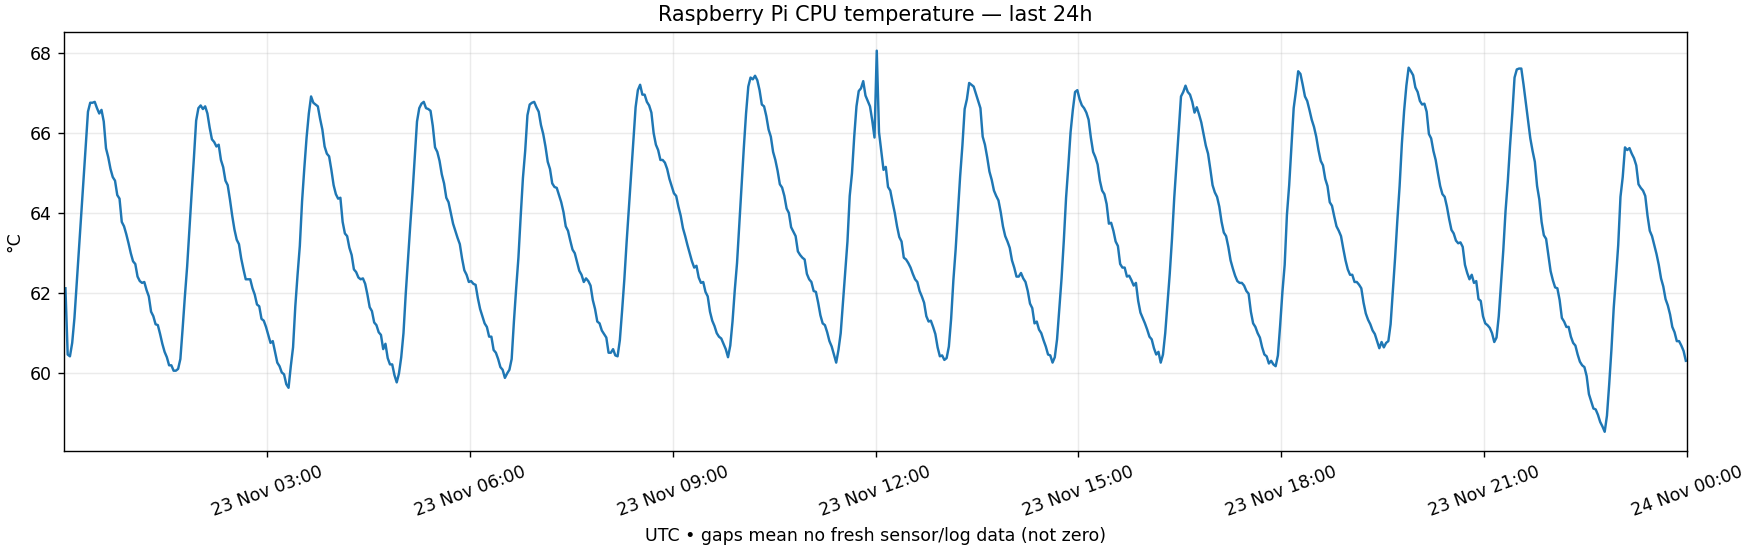 Raspberry Pi CPU temperature — last 24h
°C
68
66
64
62
60
23 Nov 03:00
23 Nov 06:00
23 Nov 09:00
23 Nov 12:00
23 Nov 15:00
23 Nov 18:00
23 Nov 21:00
24 Nov 00:00
UTC • gaps mean no fresh sensor/log data (not zero)